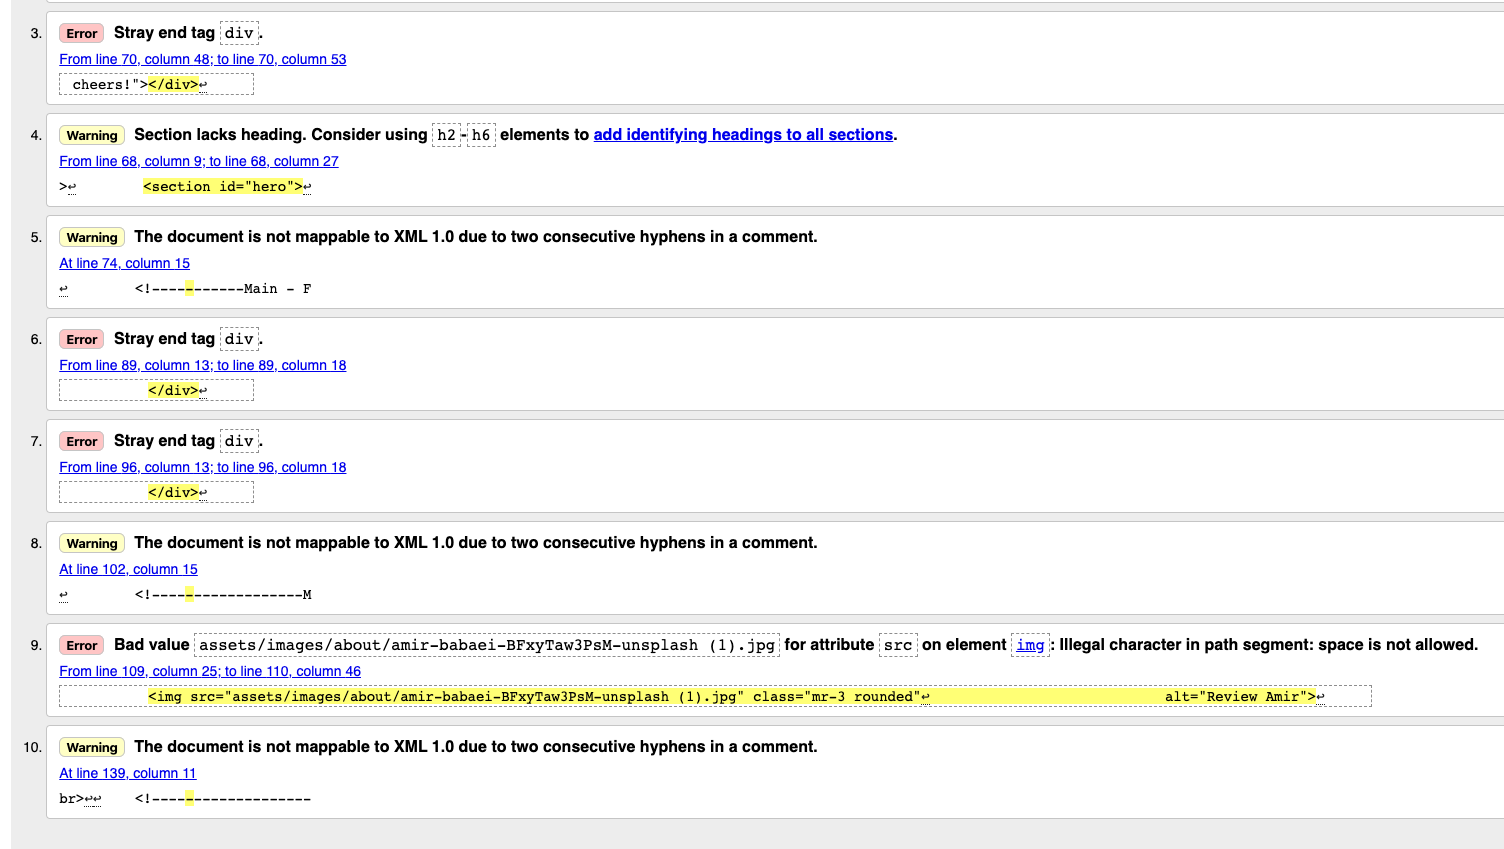 3. Error Stray end tag div.
From line 70, column 48; to line 70, column 53
cheers!"></div>↩
4. Warning Section lacks heading. Consider using h2-h6 elements to add identifying headings to all sections.
From line 68, column 9; to line 68, column 27
>↩ <section id="hero">↩
5. Warning The document is not mappable to XML 1.0 due to two consecutive hyphens in a comment.
At line 74, column 15
↩ <!-----------Main - F
6. Error Stray end tag div.
From line 89, column 13; to line 89, column 18
</div>↩
7. Error Stray end tag div.
From line 96, column 13; to line 96, column 18
</div>↩
8. Warning The document is not mappable to XML 1.0 due to two consecutive hyphens in a comment.
At line 102, column 15
↩ <!------------------M
9. Error Bad value assets/images/about/amir-babaei-BFxyTaw3PsM-unsplash (1).jpg for attribute src on element img: Illegal character in path segment: space is not allowed.
From line 109, column 25; to line 110, column 46
<img src="assets/images/about/amir-babaei-BFxyTaw3PsM-unsplash (1).jpg" class="mr-3 rounded"↩ alt="Review Amir">↩
10. Warning The document is not mappable to XML 1.0 due to two consecutive hyphens in a comment.
At line 139, column 11
br>↩↩ <!-------------------